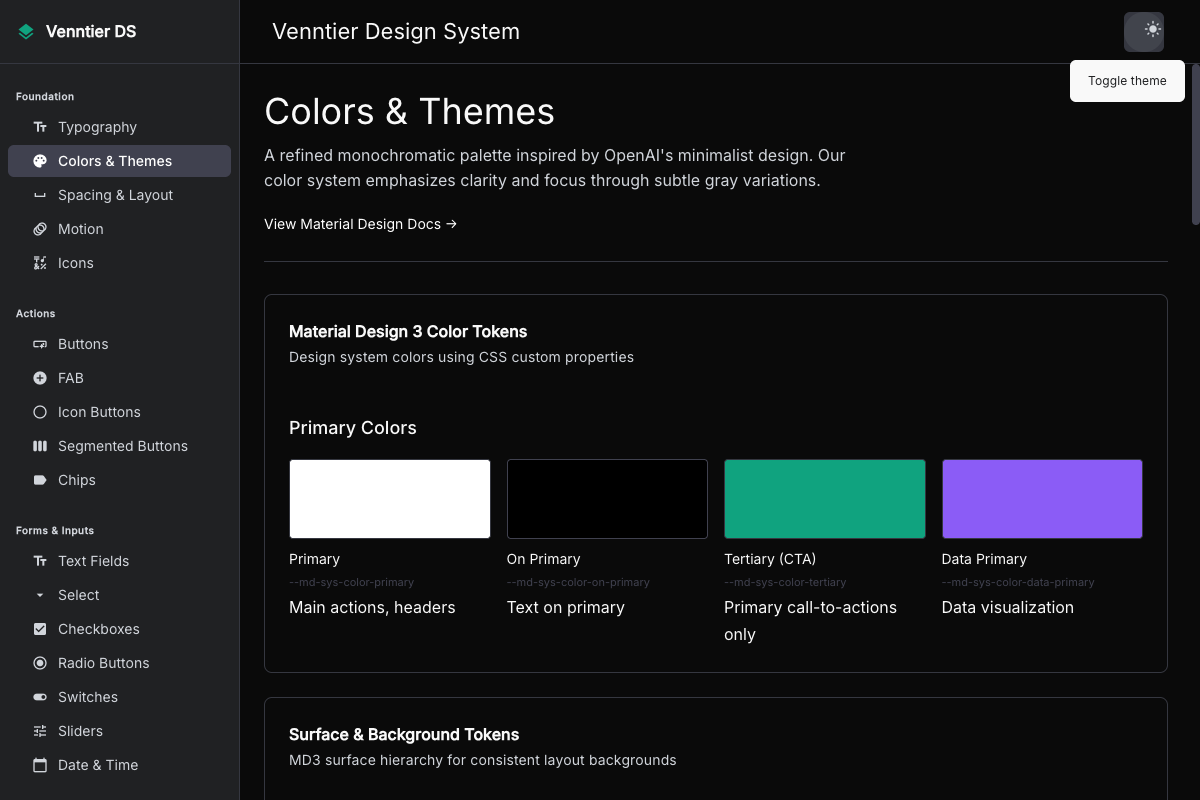 Venntier DS
Venntier Design System
Toggle theme
Foundation
Typography
Colors & Themes
Spacing & Layout
Motion
Icons
Actions
Buttons
FAB
Icon Buttons
Segmented Buttons
Chips
Forms & Inputs
Text Fields
Select
Checkboxes
Radio Buttons
Switches
Sliders
Date & Time
Colors & Themes
A refined monochromatic palette inspired by OpenAI's minimalist design. Our
color system emphasizes clarity and focus through subtle gray variations.
View Material Design Docs →
Material Design 3 Color Tokens
Design system colors using CSS custom properties
Primary Colors
Primary
--md-sys-color-primary
Main actions, headers
On Primary
--md-sys-color-on-primary
Text on primary
Tertiary (CTA)
--md-sys-color-tertiary
Primary call-to-actions
only
Data Primary
--md-sys-color-data-primary
Data visualization
Surface & Background Tokens
MD3 surface hierarchy for consistent layout backgrounds